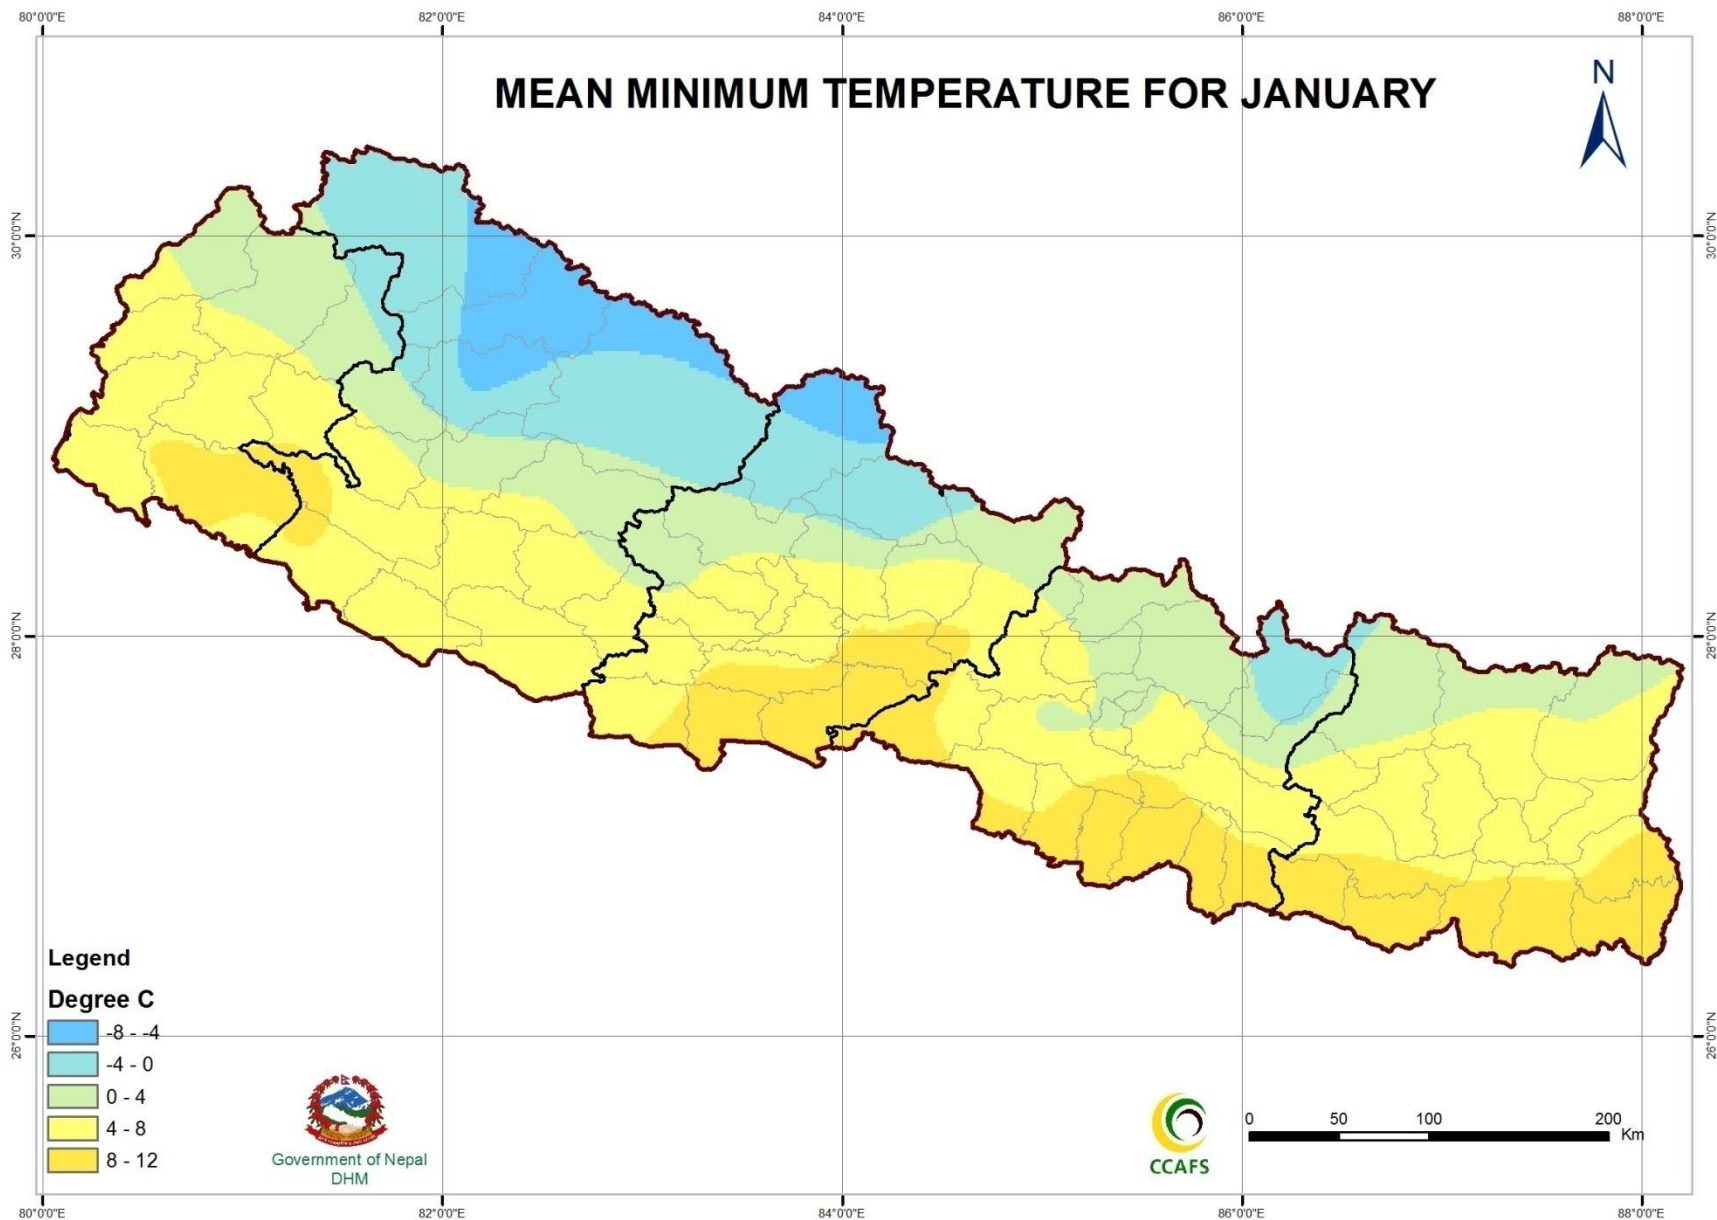 80°0'0"E 82°0'0"E 84°0'0"E 86°0'0"E 88°0'0"E
MEAN MINIMUM TEMPERATURE FOR JANUARY
N
30°0'0"N 30°0'0"N
28°0'0"N 28°0'0"N
26°0'0"N 26°0'0"N
Legend
Degree C
-8 - -4
-4 - 0
0 - 4
4 - 8
8 - 12
Government of Nepal
DHM
CCAFS
0 50 100 200
Km
80°0'0"E 82°0'0"E 84°0'0"E 86°0'0"E 88°0'0"E